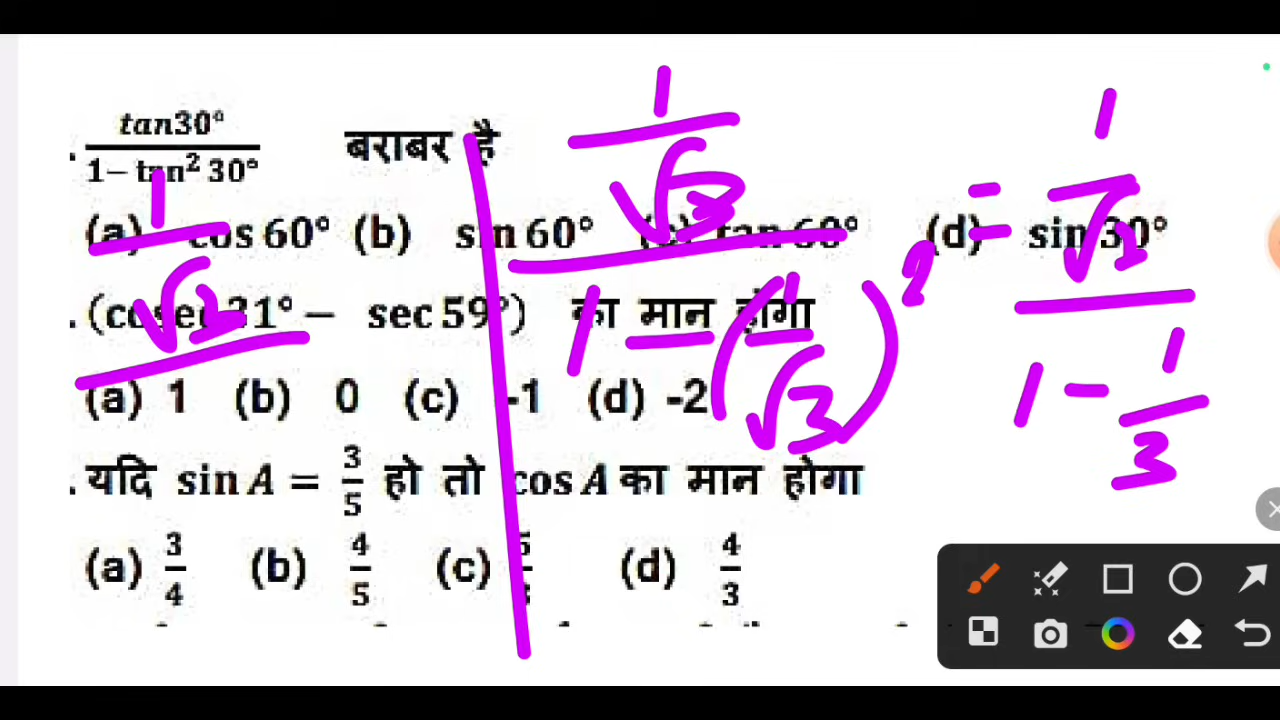 . tan30° / 1− tan² 30° बराबर है
(a) cos 60° (b) sin 60° (c) tan 60° (d) sin 30°
. (cosec 31° − sec 59°) का मान होगा
(a) 1 (b) 0 (c) -1 (d) -2
. यदि sin A = 3/5 हो तो cos A का मान होगा
(a) 3/4 (b) 4/5 (c) (d) 4/3
1/√3 / 1 − (1/√3)² = 1/√3 / 1 − 1/3